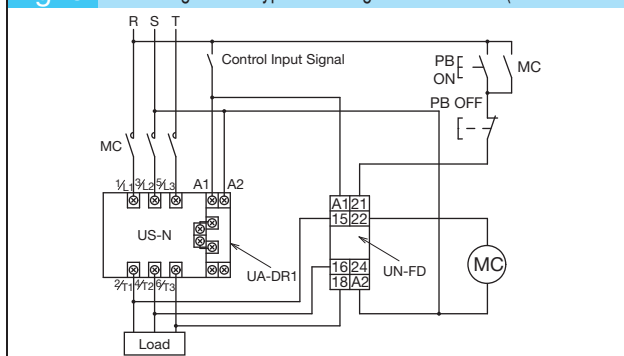 R S T
Control Input Signal
PB
ON
MC
PB OFF
MC
1/L1 3/L2 5/L3 A1 A2
A1 21
15 22
US-N
UA-DR1
UN-FD
MC
16 24
18 A2
2/T1 4/T2 6/T3
Load